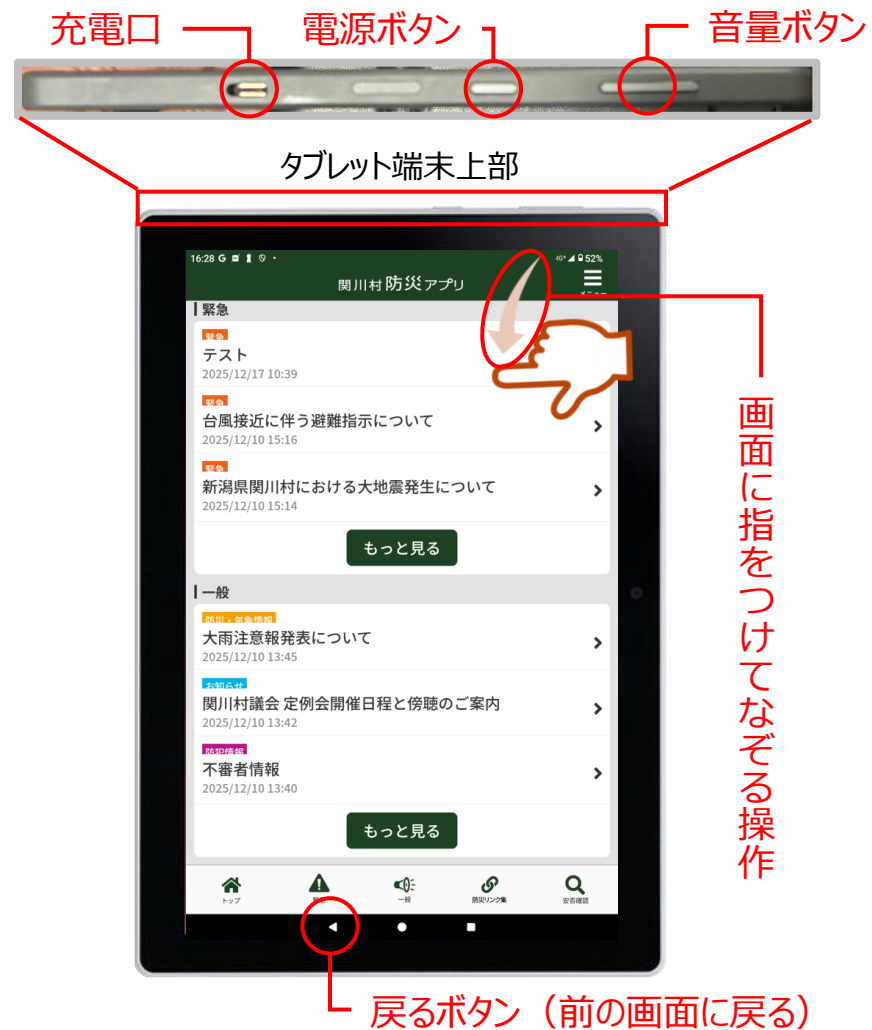 充電口
電源ボタン
音量ボタン
タブレット端末上部
16:28 G
4G+ 52%
関川村防災アプリ
メニュー
緊急
緊急
テスト
2025/12/17 10:39
緊急
台風接近に伴う避難指示について
2025/12/10 15:16
緊急
新潟県関川村における大地震発生について
2025/12/10 15:14
もっと見る
一般
防災・気象情報
大雨注意報発表について
2025/12/10 13:45
お知らせ
関川村議会 定例会開催日程と傍聴のご案内
2025/12/10 13:42
防犯情報
不審者情報
2025/12/10 13:40
もっと見る
トップ
緊急
一般
防災リンク集
安否確認
画面に指をつけてなぞる操作
戻るボタン（前の画面に戻る）